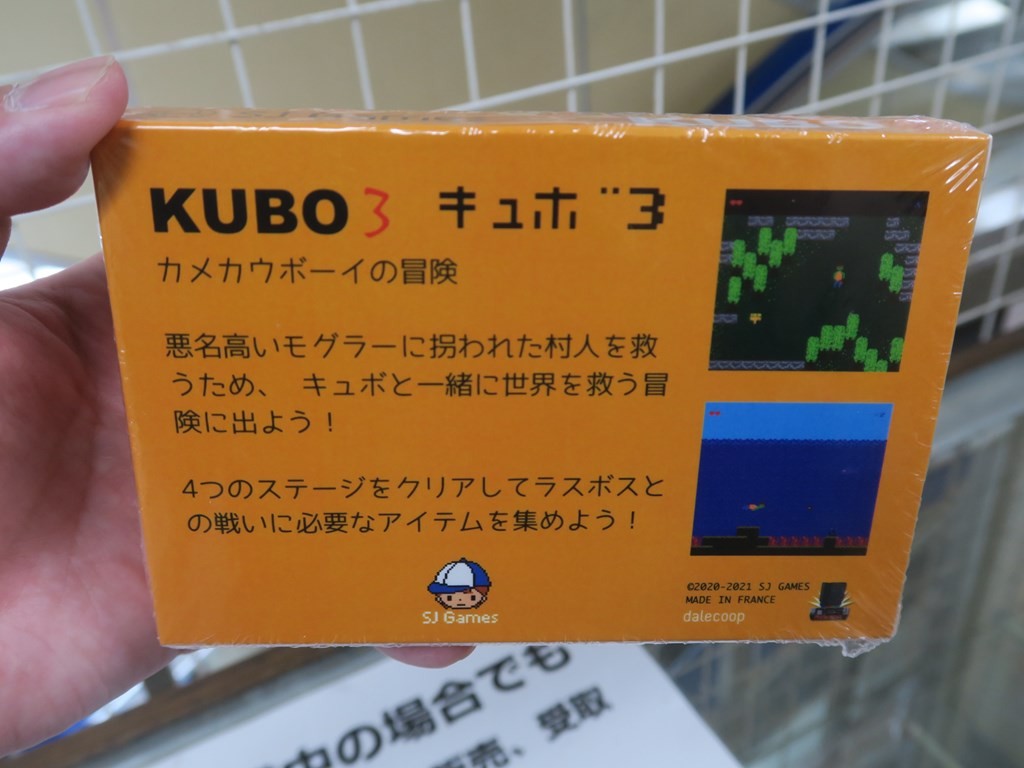 KUBO 3 キュボ3
カメカウボーイの冒険
悪名高いモグラーに拐われた村人を救
うため、 キュボと一緒に世界を救う冒
険に出よう！
4つのステージをクリアしてラスボスと
の戦いに必要なアイテムを集めよう！
SJ Games
©2020-2021 SJ GAMES
MADE IN FRANCE
dalecoop
中の場合でも
販売、受取